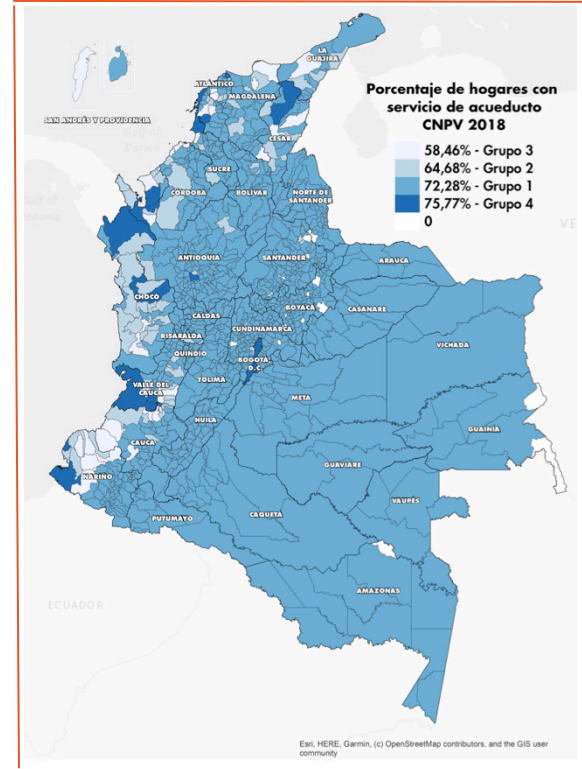 LA
GUAJIRA
ATLÁNTICO
MAGDALENA
Porcentaje de hogares con
servicio de acueducto
CNPV 2018
58,46% - Grupo 3
64,68% - Grupo 2
72,28% - Grupo 1
75,77% - Grupo 4
0
SAN ANDRÉS Y PROVIDENCIA
Gulf of
Darien
CESAR
SUCRE
CÓRDOBA
BOLÍVAR
NORTE DE
SANTANDER
ANTIOQUIA
SANTANDER
ARAUCA
CHOCÓ
BOYACÁ
CALDAS
CASANARE
CUNDINAMARCA
RISARALDA
VICHADA
QUINDÍO
BOGOTÁ
D.C.
TOLIMA
VALLE DEL
CAUCA
META
GUAINÍA
HUILA
CAUCA
GUAVIARE
NARIÑO
VAUPÉS
CAQUETÁ
PUTUMAYO
AMAZONAS
ECUADOR
Esri, HERE, Garmin, (c) OpenStreetMap contributors, and the GIS user
community